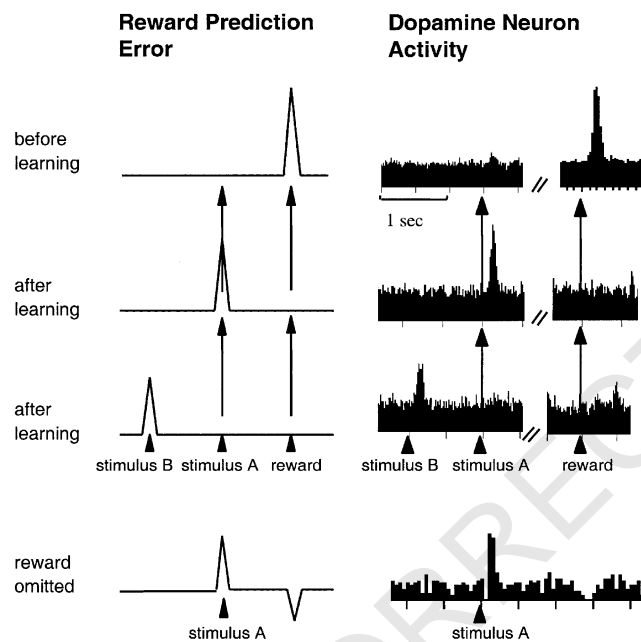 Reward Prediction
Error
Dopamine Neuron
Activity
before
learning
1 sec
after
learning
after
learning
stimulus B
stimulus A
reward
stimulus B
stimulus A
reward
reward
omitted
stimulus A
stimulus A